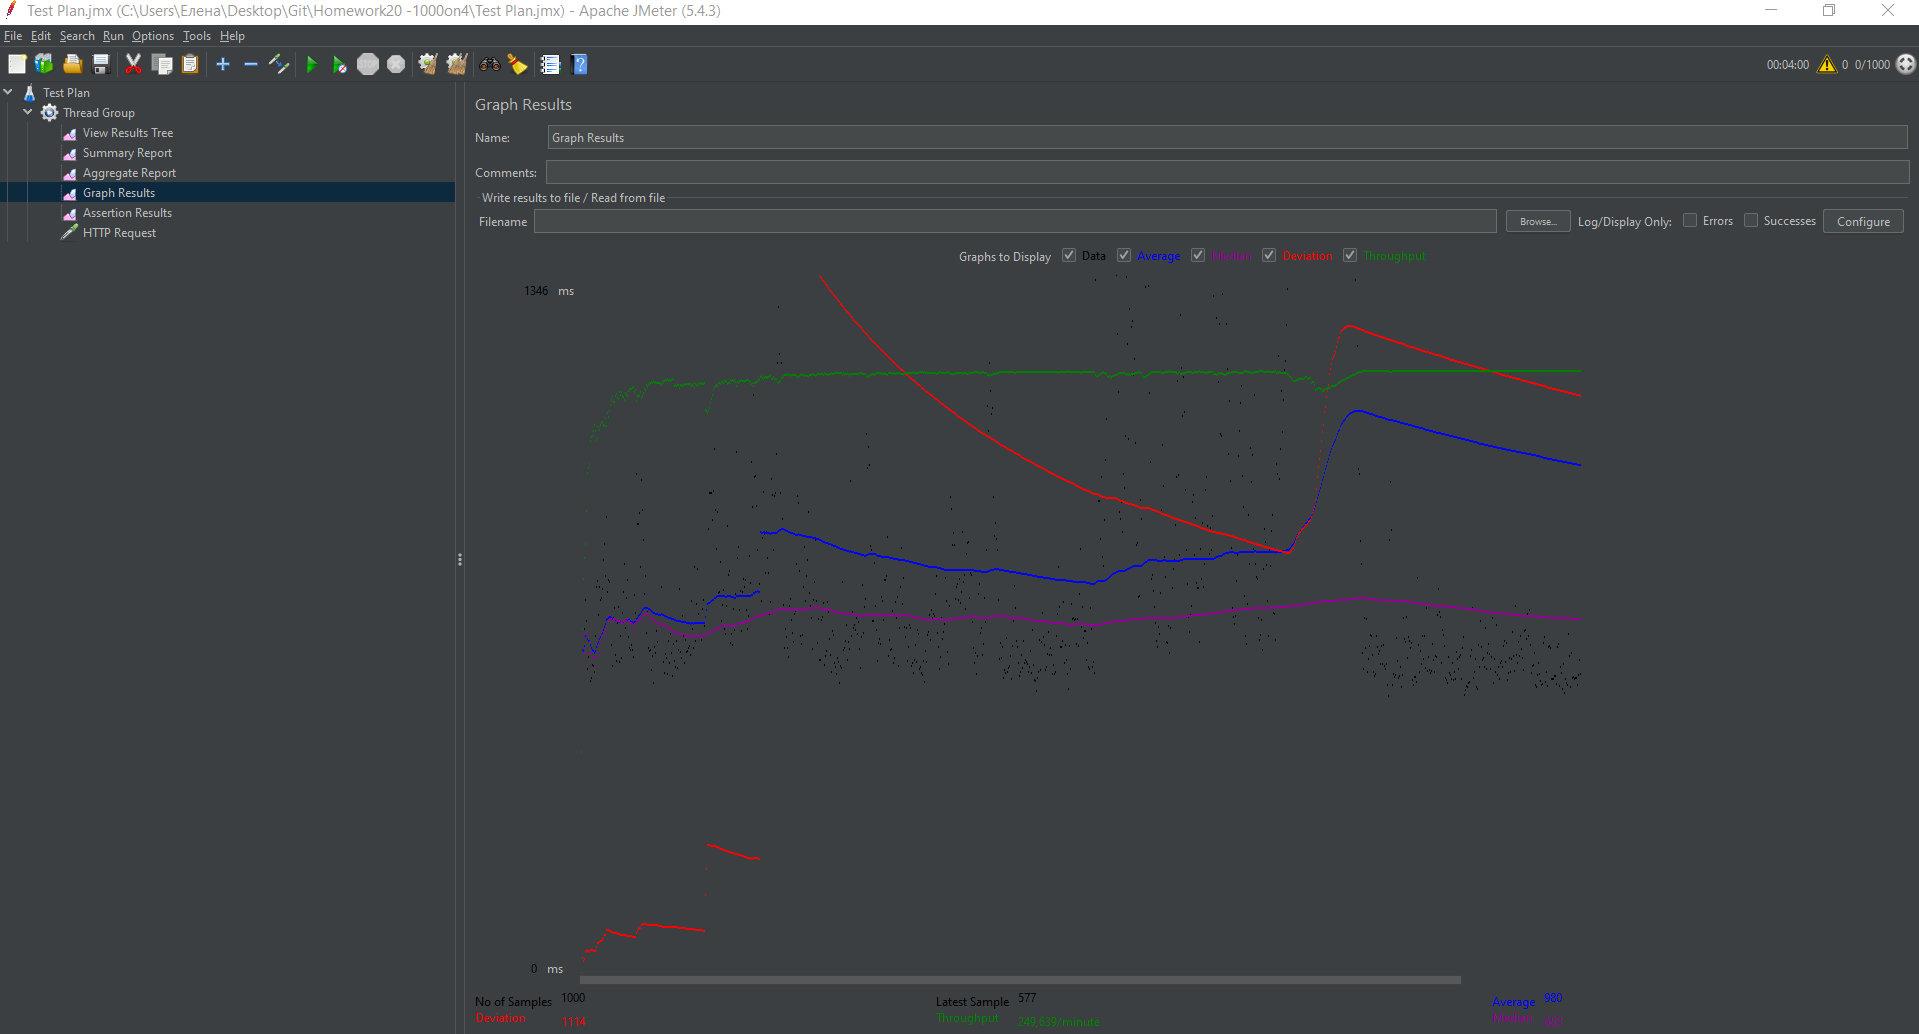 Test Plan.jmx (C:\Users\Елена\Desktop\Git\Homework20 -1000on4\Test Plan.jmx) - Apache JMeter (5.4.3)
File Edit Search Run Options Tools Help
STOP
00:04:00 0 0/1000
Test Plan
Thread Group
View Results Tree
Summary Report
Aggregate Report
Graph Results
Assertion Results
HTTP Request
Graph Results
Name: Graph Results
Comments:
Write results to file / Read from file
Filename Browse... Log/Display Only: Errors Successes Configure
Graphs to Display Data Average Median Deviation Throughput
1346 ms
0 ms
No of Samples 1000 Latest Sample 577 Average 980
Deviation 1114 Throughput 249,639/minute Median